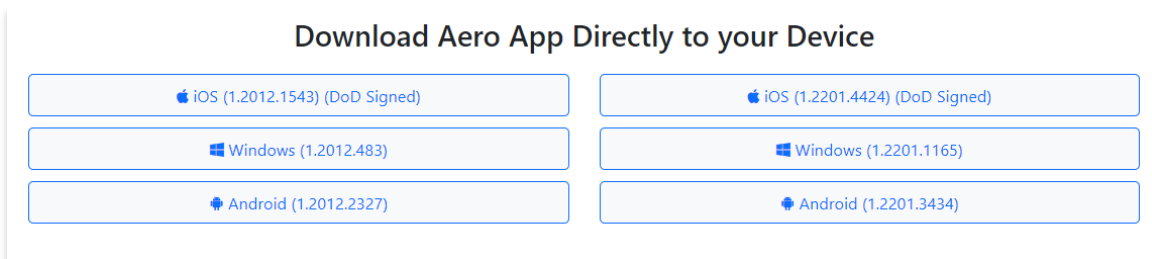 Download Aero App Directly to your Device
iOS (1.2012.1543) (DoD Signed)
iOS (1.2201.4424) (DoD Signed)
Windows (1.2012.483)
Windows (1.2201.1165)
Android (1.2012.2327)
Android (1.2201.3434)